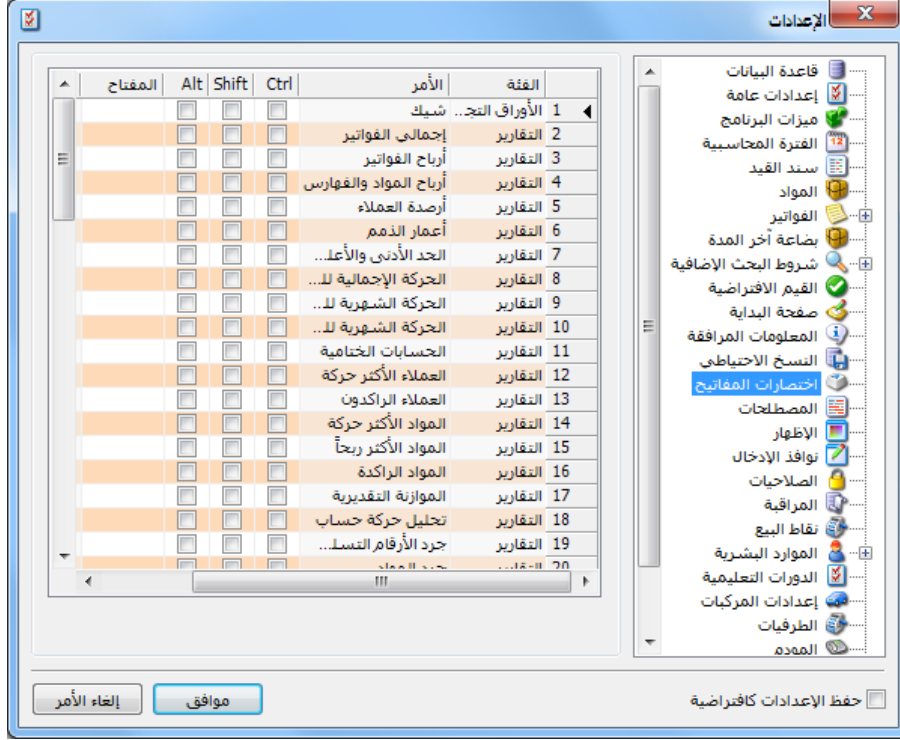 الإعدادات
قاعدة البيانات
إعدادات عامة
ميزات البرنامج
الفترة المحاسبية
سند القيد
المواد
الفواتير
بضاعة آخر المدة
شروط البحث الإضافية
القيم الافتراضية
صفحة البداية
المعلومات المرافقة
النسخ الاحتياطي
اختصارات المفاتيح
المصطلحات
الإظهار
نوافذ الإدخال
الصلاحيات
المراقبة
نقاط البيع
الموارد البشرية
الدورات التعليمية
إعدادات المركبات
الطرفيات
المودم
الفئة الأمر Ctrl Shift Alt المفتاح
1 الأوراق التجـ... شيك
2 التقارير إجمالي الفواتير
3 التقارير أرباح الفواتير
4 التقارير أرباح المواد والفهارس
5 التقارير أرصدة العملاء
6 التقارير أعمار الذمم
7 التقارير الحد الأدنى والأعلـ...
8 التقارير الحركة الإجمالية للـ...
9 التقارير الحركة الشهرية للـ...
10 التقارير الحركة الشهرية للـ...
11 التقارير الحسابات الختامية
12 التقارير العملاء الأكثر حركة
13 التقارير العملاء الراكدون
14 التقارير المواد الأكثر حركة
15 التقارير المواد الأكثر ربحاً
16 التقارير المواد الراكدة
17 التقارير الموازنة التقديرية
18 التقارير تحليل حركة حساب
19 التقارير جرد الأرقام التسلـ...
20 التقارير جرد المواد
حفظ الإعدادات كافتراضية
موافق
إلغاء الأمر